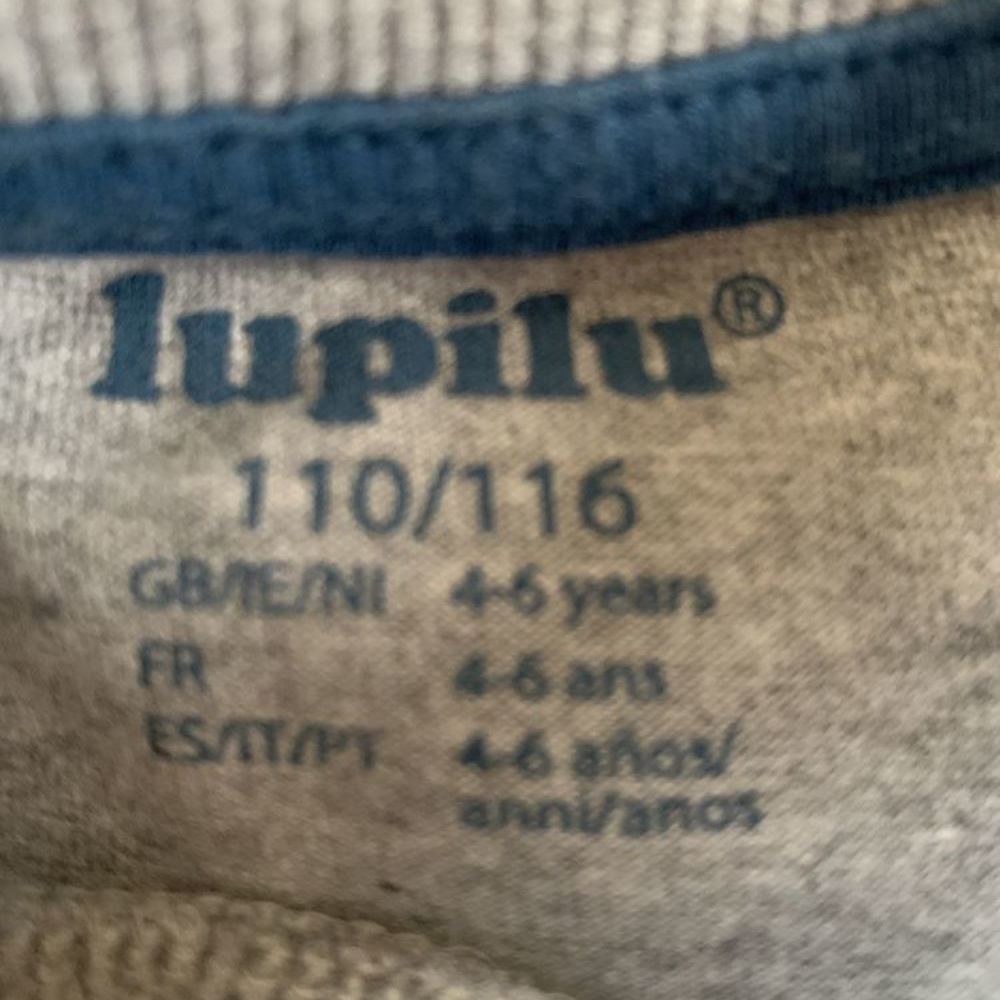 lupilu®
110/116
GB/IE/NI 4-6 years
FR 4-6 ans
ES/IT/PT 4-6 años/
anni/anos